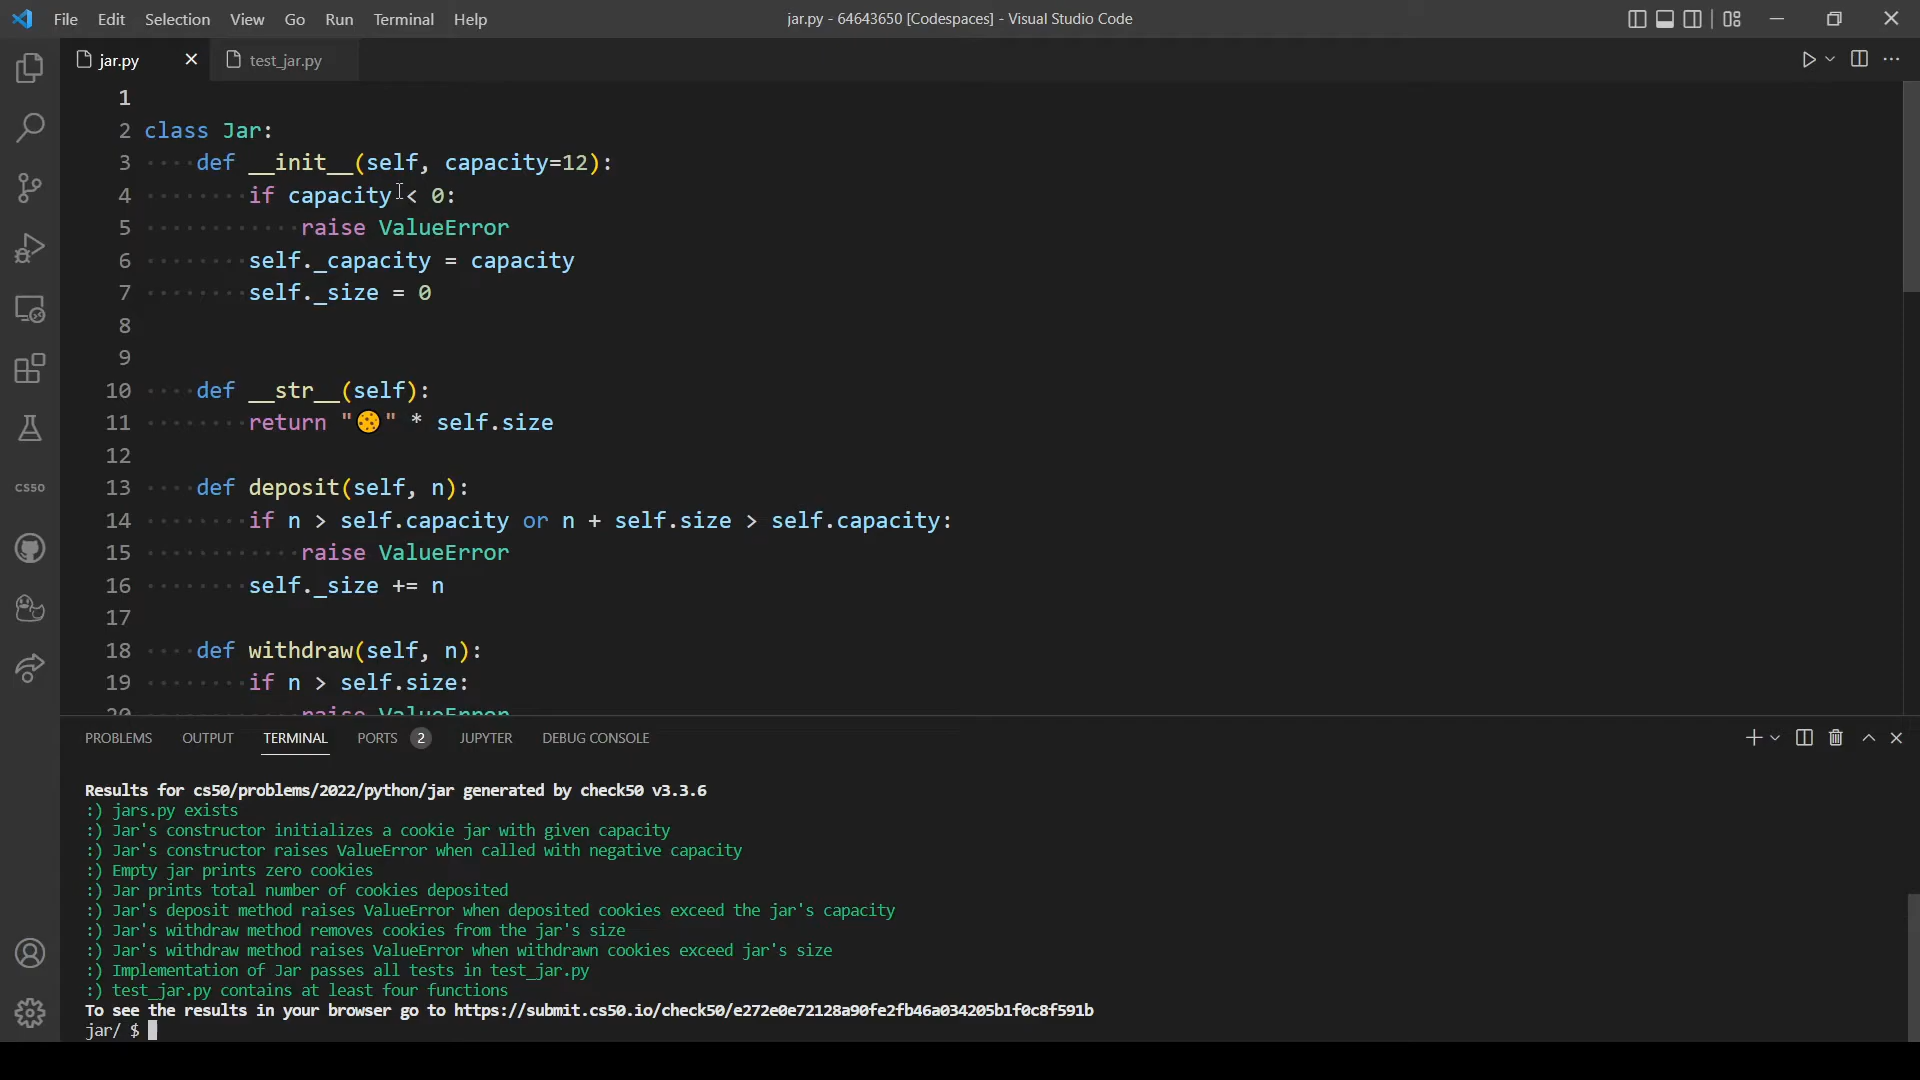 File Edit Selection View Go Run Terminal Help jar.py - 64643650 [Codespaces] - Visual Studio Code
jar.py test_jar.py
1
2 class Jar:
3 def __init__(self, capacity=12):
4 if capacity < 0:
5 raise ValueError
6 self._capacity = capacity
7 self._size = 0
8
9
10 def __str__(self):
11 return "🍪" * self.size
12
13 def deposit(self, n):
14 if n > self.capacity or n + self.size > self.capacity:
15 raise ValueError
16 self._size += n
17
18 def withdraw(self, n):
19 if n > self.size:
20 raise ValueError
CS50
PROBLEMS OUTPUT TERMINAL PORTS 2 JUPYTER DEBUG CONSOLE
Results for cs50/problems/2022/python/jar generated by check50 v3.3.6
:) jars.py exists
:) Jar's constructor initializes a cookie jar with given capacity
:) Jar's constructor raises ValueError when called with negative capacity
:) Empty jar prints zero cookies
:) Jar prints total number of cookies deposited
:) Jar's deposit method raises ValueError when deposited cookies exceed the jar's capacity
:) Jar's withdraw method removes cookies from the jar's size
:) Jar's withdraw method raises ValueError when withdrawn cookies exceed jar's size
:) Implementation of Jar passes all tests in test_jar.py
:) test_jar.py contains at least four functions
To see the results in your browser go to https://submit.cs50.io/check50/e272e0e72128a90fe2fb46a034205b1f0c8f591b
jar/ $